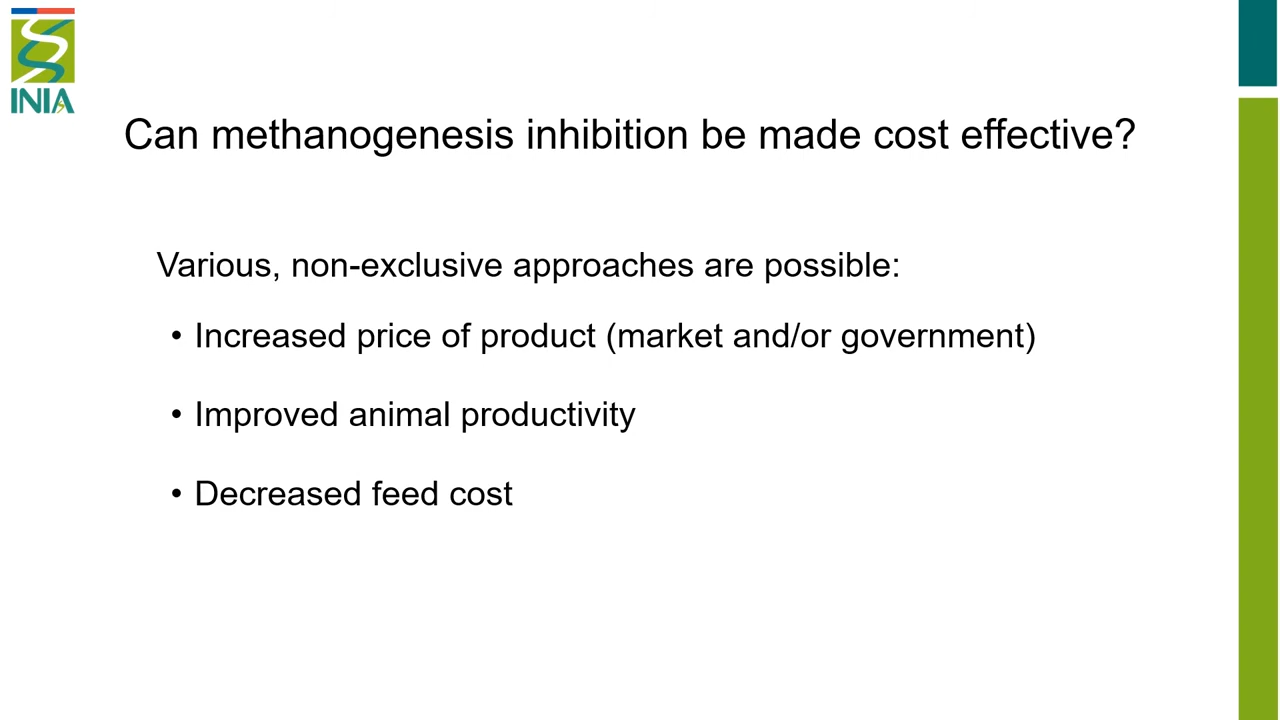 INIA
Can methanogenesis inhibition be made cost effective?
Various, non-exclusive approaches are possible:
• Increased price of product (market and/or government)
• Improved animal productivity
• Decreased feed cost